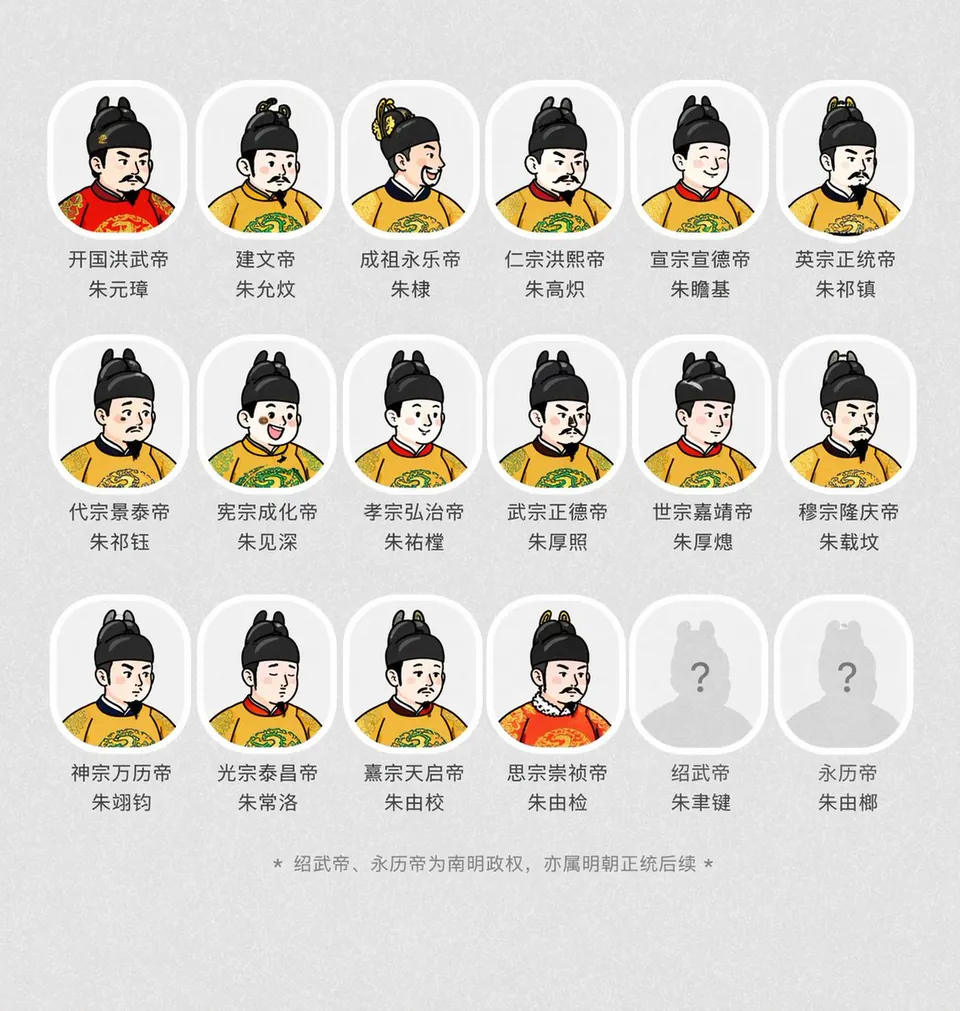 开国洪武帝 建文帝 成祖永乐帝 仁宗洪熙帝 宣宗宣德帝 英宗正统帝
朱元璋 朱允炆 朱棣 朱高炽 朱瞻基 朱祁镇
代宗景泰帝 宪宗成化帝 孝宗弘治帝 武宗正德帝 世宗嘉靖帝 穆宗隆庆帝
朱祁钰 朱见深 朱祐樘 朱厚照 朱厚熜 朱载坟
? ?
神宗万历帝 光宗泰昌帝 熹宗天启帝 思宗崇祯帝 绍武帝 永历帝
朱翊钧 朱常洛 朱由校 朱由检 朱聿键 朱由榔
* 绍武帝、永历帝为南明政权，亦属明朝正统后续 *